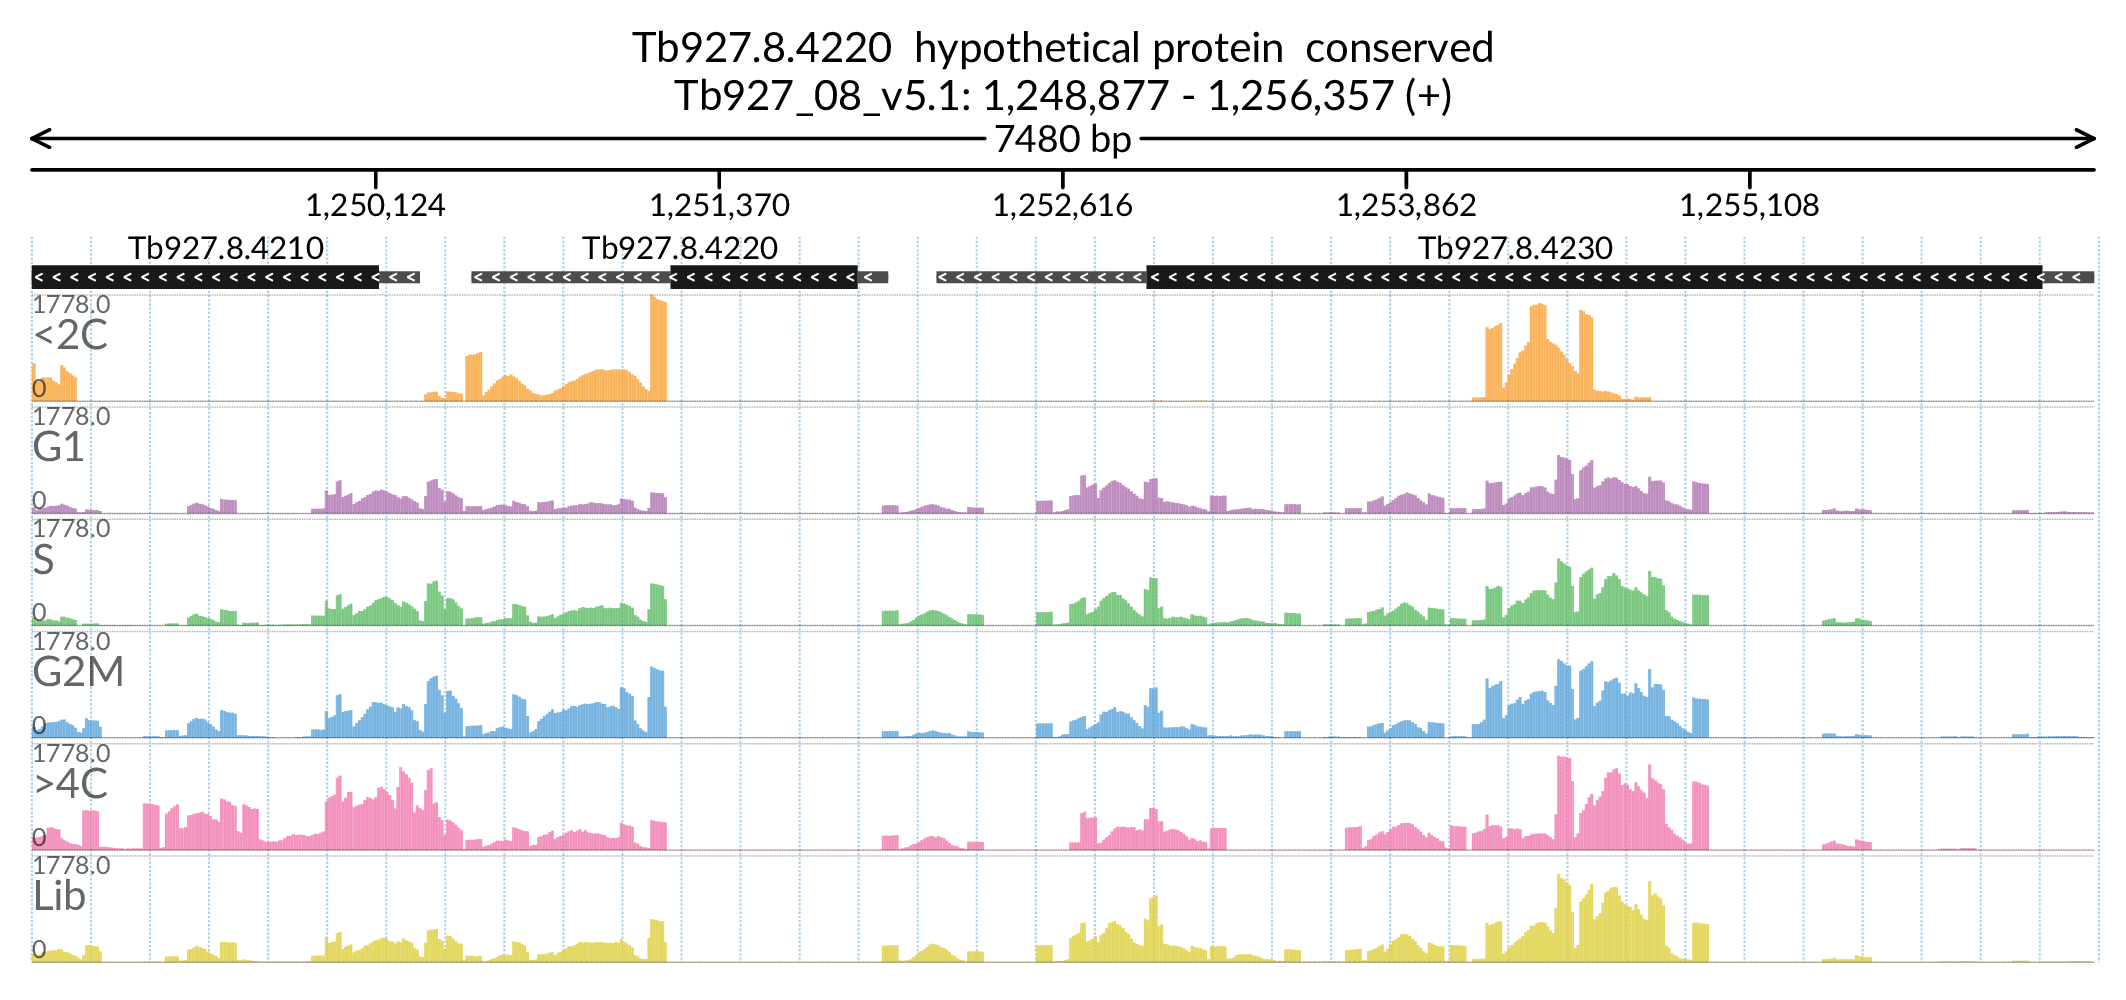 Tb927.8.4220  hypothetical protein  conserved
Tb927_08_v5.1: 1,248,877 - 1,256,357 (+)
7480 bp
1,250,124 1,251,370 1,252,616 1,253,862 1,255,108
Tb927.8.4210 Tb927.8.4220 Tb927.8.4230
1778.0
<2C
0
1778.0
G1
0
1778.0
S
0
1778.0
G2M
0
1778.0
>4C
0
1778.0
Lib
0